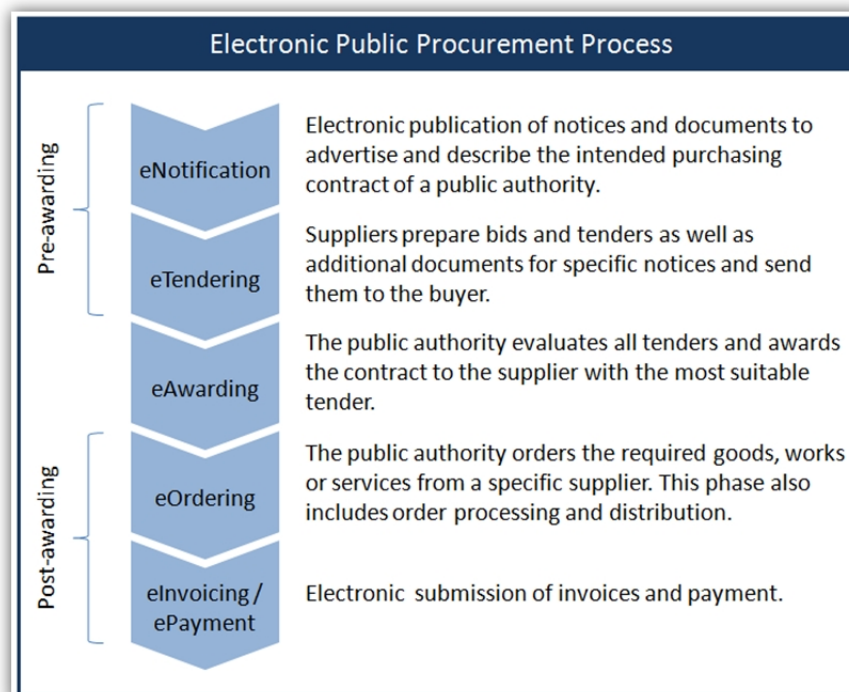 Electronic Public Procurement Process
Pre-awarding
eNotification
Electronic publication of notices and documents to
advertise and describe the intended purchasing
contract of a public authority.
eTendering
Suppliers prepare bids and tenders as well as
additional documents for specific notices and send
them to the buyer.
eAwarding
The public authority evaluates all tenders and awards
the contract to the supplier with the most suitable
tender.
Post-awarding
eOrdering
The public authority orders the required goods, works
or services from a specific supplier. This phase also
includes order processing and distribution.
eInvoicing /
ePayment
Electronic submission of invoices and payment.